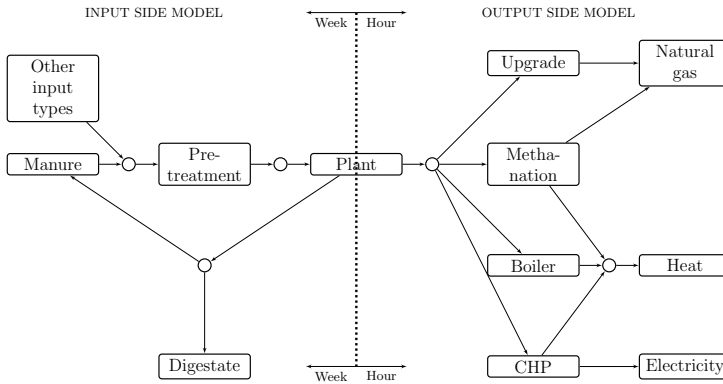 INPUT SIDE MODEL
OUTPUT SIDE MODEL
Week
Hour
Other
input
types
Upgrade
Natural
gas
Manure
Pre-
treatment
Plant
Metha-
nation
Boiler
Heat
Digestate
Week
Hour
CHP
Electricity